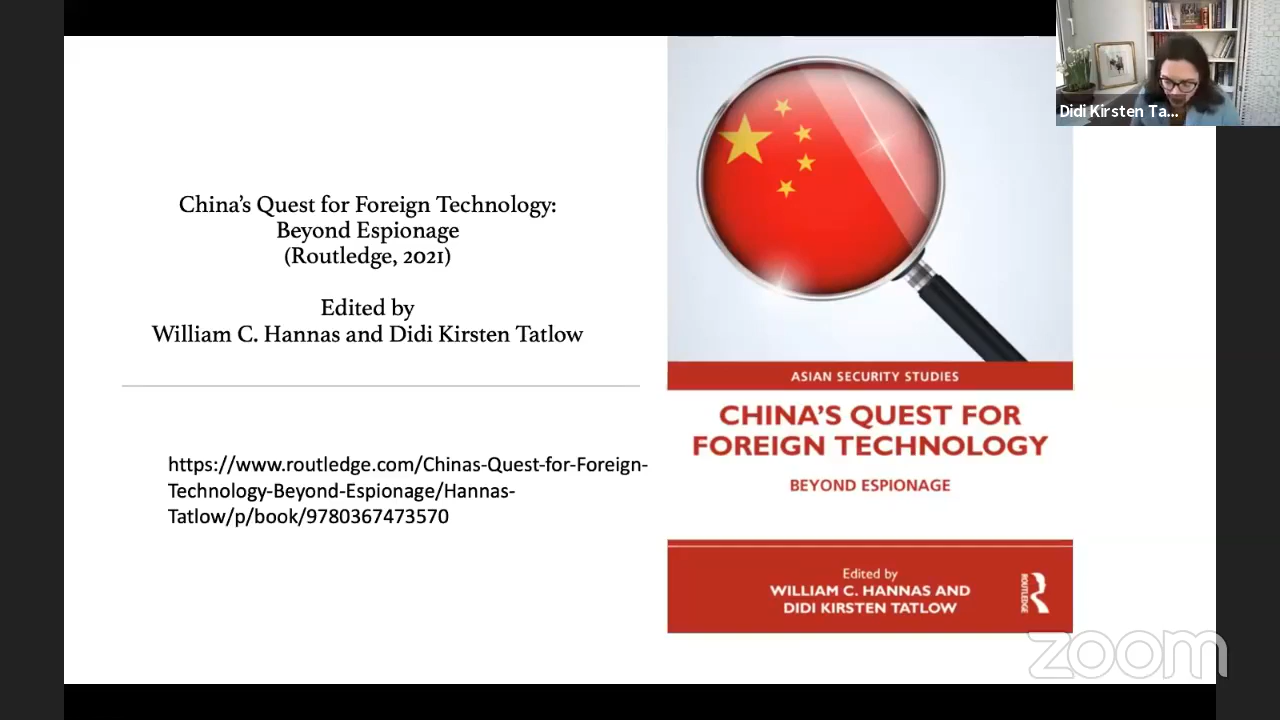 China's Quest for Foreign Technology:
Beyond Espionage
(Routledge, 2021)
Edited by
William C. Hannas and Didi Kirsten Tatlow
https://www.routledge.com/Chinas-Quest-for-Foreign-
Technology-Beyond-Espionage/Hannas-
Tatlow/p/book/9780367473570
ASIAN SECURITY STUDIES
CHINA'S QUEST FOR
FOREIGN TECHNOLOGY
BEYOND ESPIONAGE
Edited by
WILLIAM C. HANNAS AND
DIDI KIRSTEN TATLOW
ROUTLEDGE
Didi Kirsten Ta...
zoom